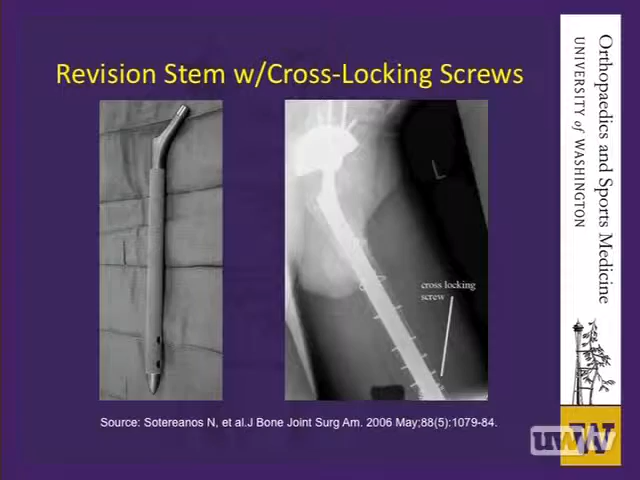 Revision Stem w/Cross-Locking Screws
L
cross locking
screw
Source: Sotereanos N, et al.J Bone Joint Surg Am. 2006 May;88(5):1079-84.
Orthopaedics and Sports Medicine
UNIVERSITY of WASHINGTON
W
uwtv